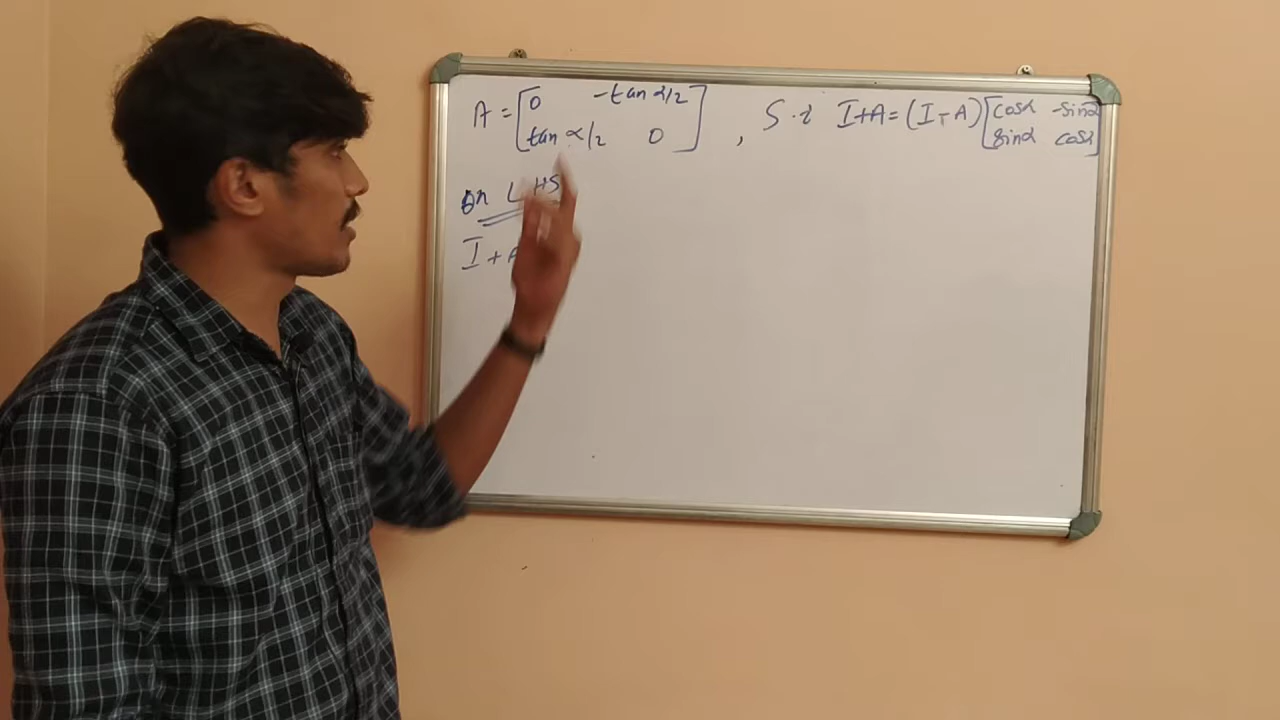 A = [0 -tan α/2
tan α/2 0] , S.t I+A = (I-A) [cosα -sinα
sinα cosα]
On LHS
I + A